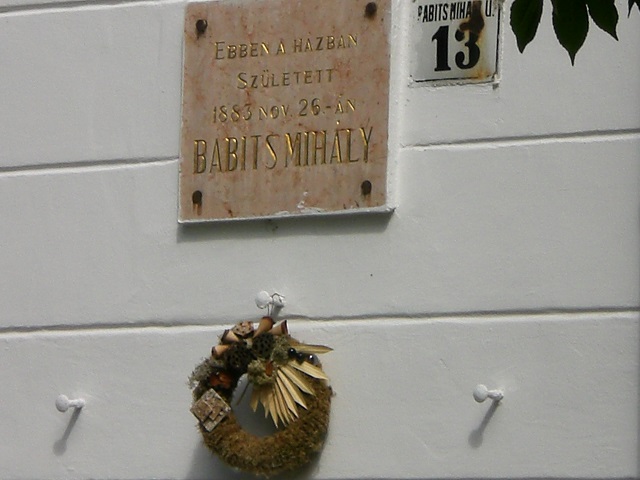 EBBEN A HÁZBAN
SZÜLETETT
1883 NOV. 26-ÁN
BABITS MIHÁLY
BABITS MIHÁLY U.
13